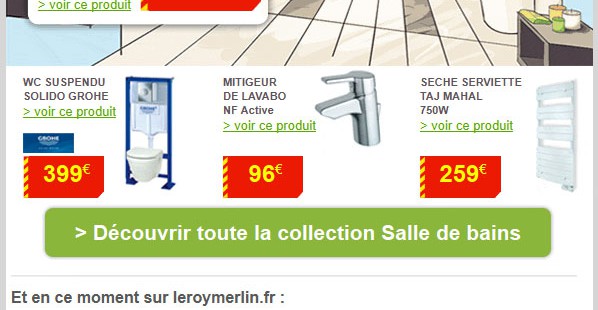 > voir ce produit
WC SUSPENDU
SOLIDO GROHE
> voir ce produit
GROHE
399€
MITIGEUR
DE LAVABO
NF Active
> voir ce produit
96€
SECHE SERVIETTE
TAJ MAHAL
750W
> voir ce produit
259€
> Découvrir toute la collection Salle de bains
Et en ce moment sur leroymerlin.fr :